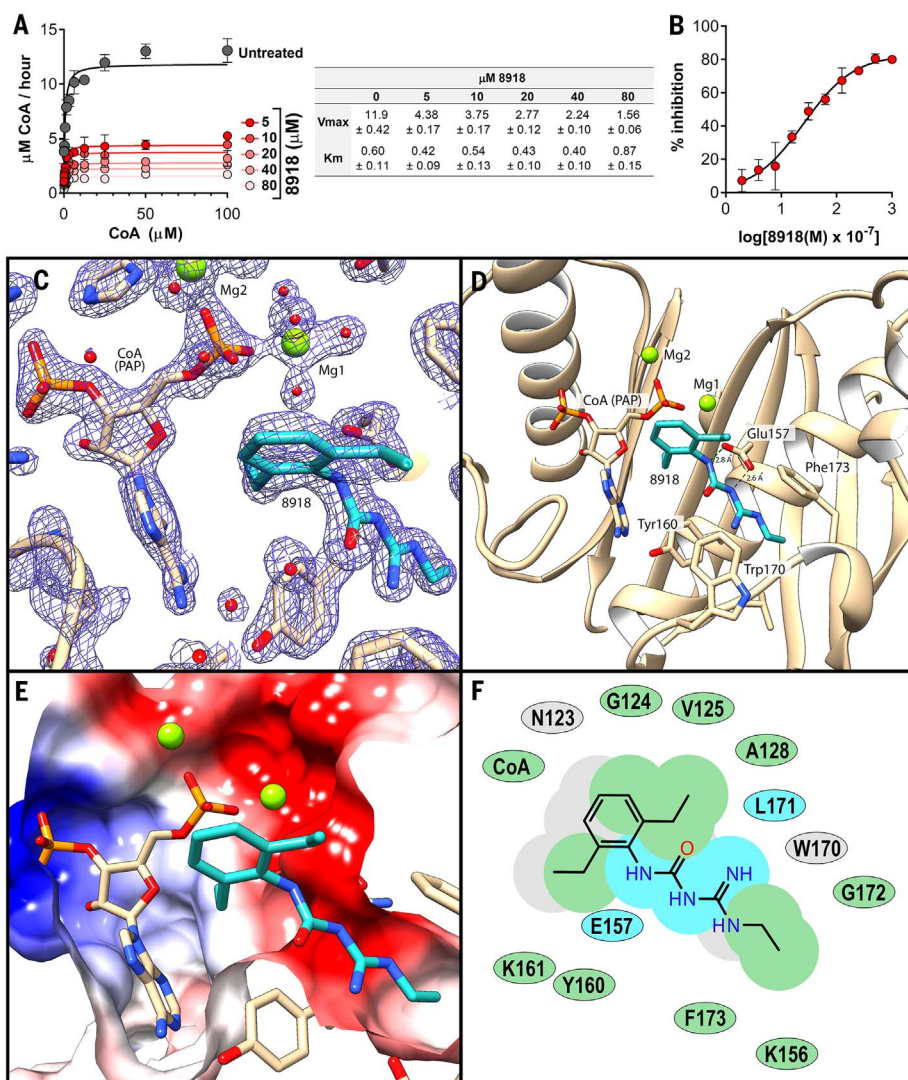 A
15
10
5
0
μM CoA / hour
0
50
100
CoA (μM)
Untreated
5
10
20
40
80
8918 (μM)
μM 8918
0 5 10 20 40 80
Vmax 11.9 ± 0.42 4.38 ± 0.17 3.75 ± 0.17 2.77 ± 0.12 2.24 ± 0.10 1.56 ± 0.06
Km 0.60 ± 0.11 0.42 ± 0.09 0.54 ± 0.13 0.43 ± 0.10 0.40 ± 0.10 0.87 ± 0.15
B
100
80
60
40
20
0
% inhibition
0 1 2 3
log[8918(M) x 10⁻⁷]
C
Mg2
CoA
(PAP)
Mg1
8918
D
Mg2
CoA (PAP)
Mg1
Glu157
2.8 Å
2.6 Å
8918
Phe173
Tyr160
Trp170
E
F
G124
N123
V125
CoA
A128
L171
O
W170
NH
NH
NH
G172
HN
E157
K161
Y160
F173
K156